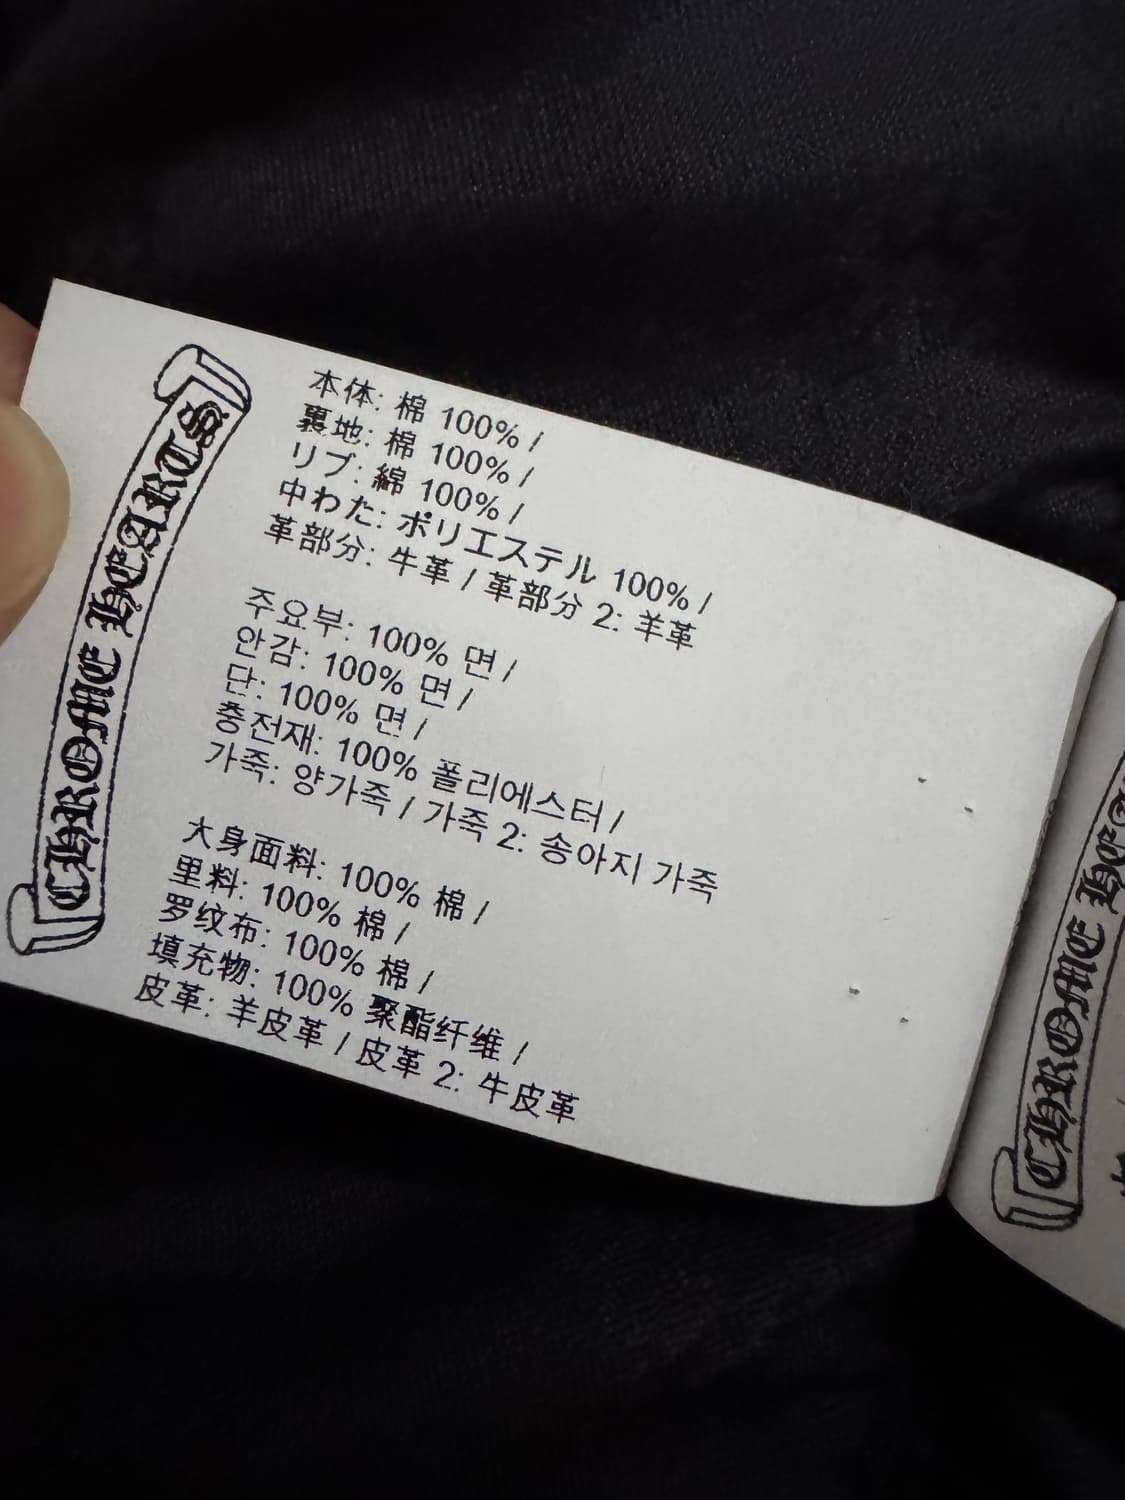 CHROME HEARTS
本体: 棉 100% /
裏地: 棉 100% /
リブ: 綿 100% /
中わた: ポリエステル 100% /
革部分: 牛革 / 革部分 2: 羊革
주요부: 100% 면 /
안감: 100% 면 /
단: 100% 면 /
충전재: 100% 폴리에스터 /
가죽: 양가죽 / 가죽 2: 송아지 가죽
大身面料: 100% 棉 /
里料: 100% 棉 /
罗纹布: 100% 棉 /
填充物: 100% 聚酯纤维 /
皮革: 羊皮革 / 皮革 2: 牛皮革
CHROME HE